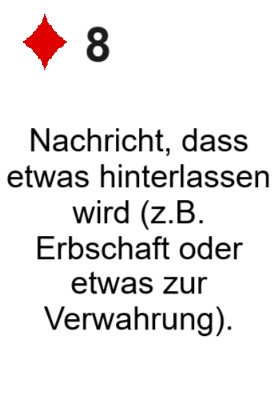 8
Nachricht, dass
etwas hinterlassen
wird (z.B.
Erbschaft oder
etwas zur
Verwahrung).